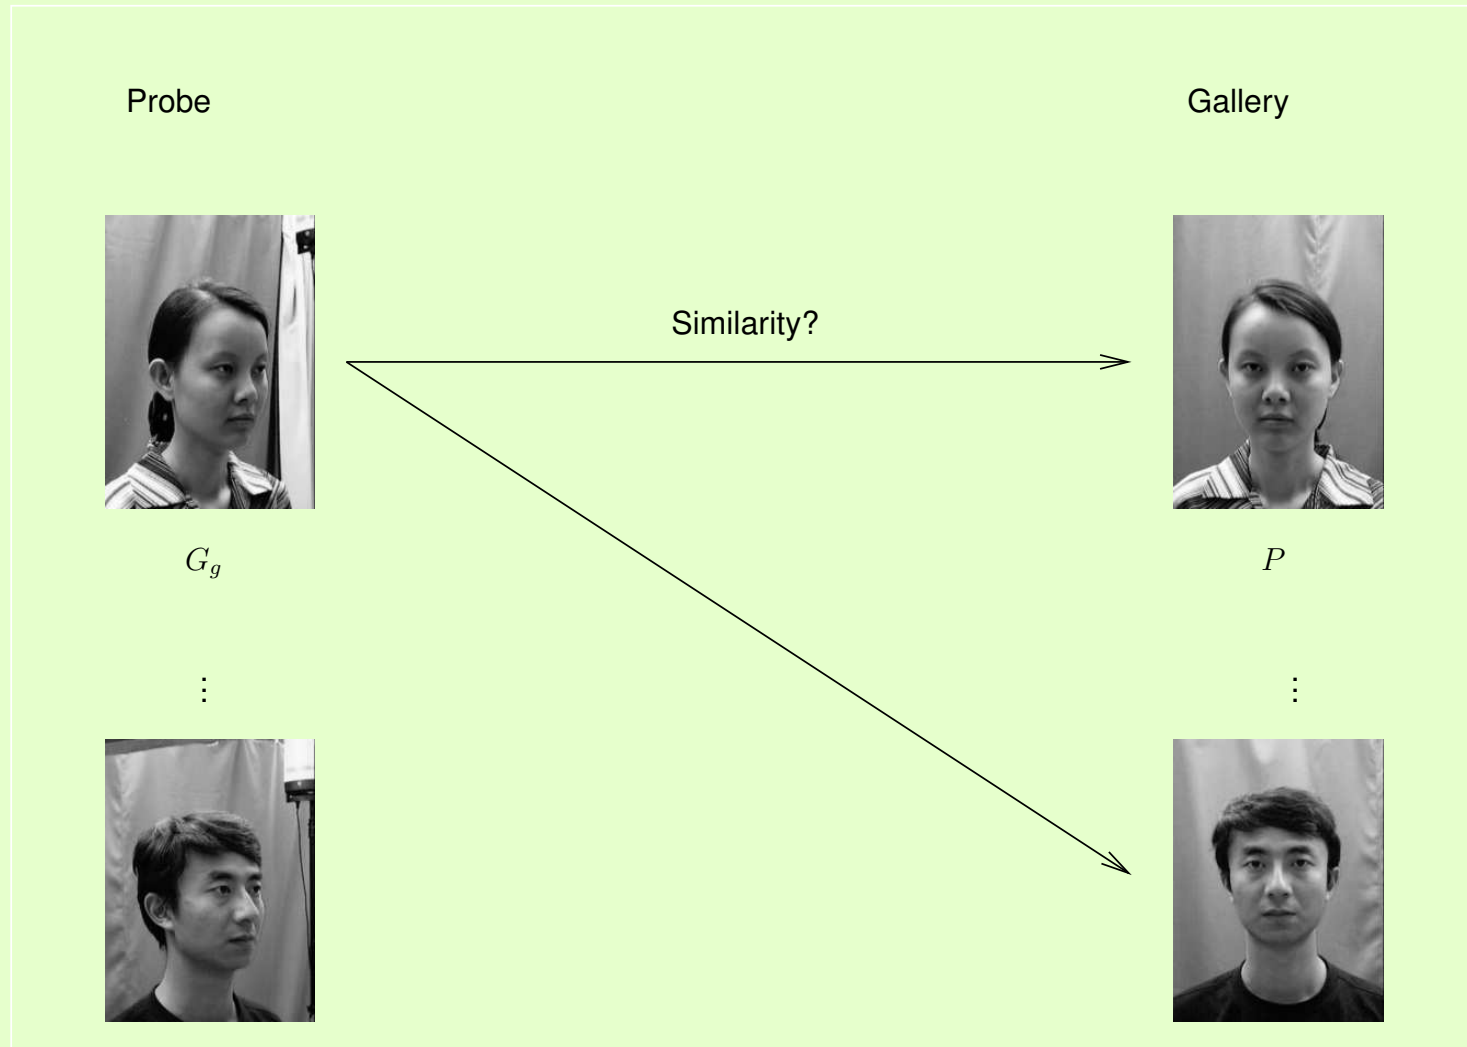 Probe Gallery
Similarity?
G_g P
⋮ ⋮